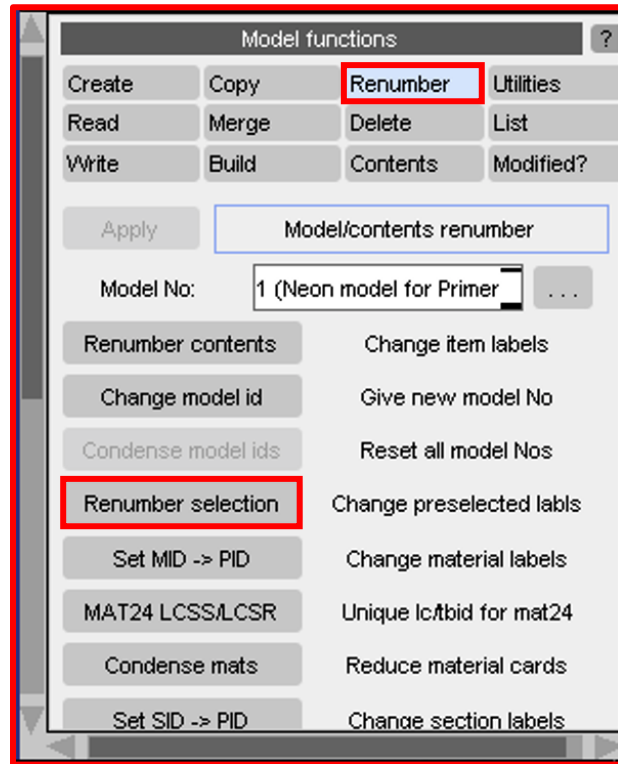 Model functions ?
Create Copy Renumber Utilities
Read Merge Delete List
Write Build Contents Modified?
Apply Model/contents renumber
Model No: 1 (Neon model for Primer ...
Renumber contents Change item labels
Change model id Give new model No
Condense model ids Reset all model Nos
Renumber selection Change preselected labls
Set MID -> PID Change material labels
MAT24 LCSS/LCSR Unique lc/tbid for mat24
Condense mats Reduce material cards
Set SID -> PID Change section labels